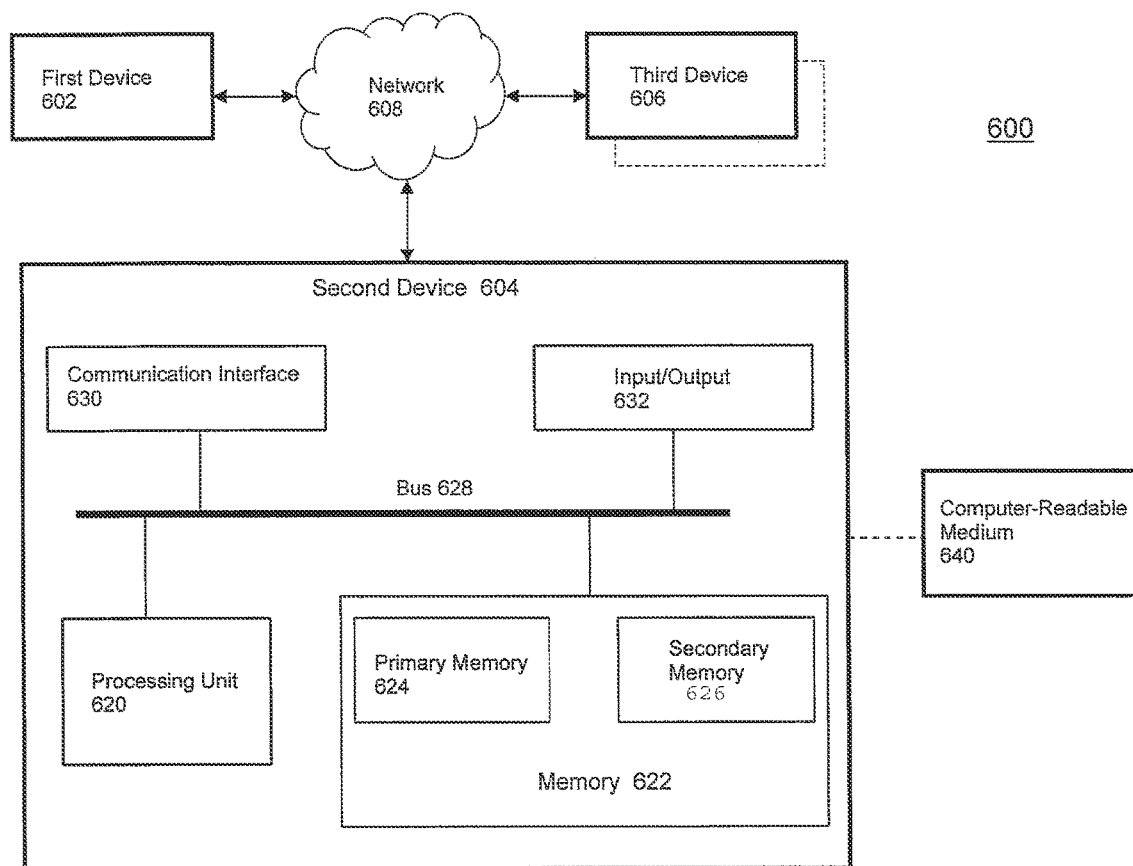 First Device
602
Network
608
Third Device
606
600
Second Device 604
Communication Interface
630
Input/Output
632
Bus 628
Computer-Readable
Medium
640
Processing Unit
620
Primary Memory
624
Secondary
Memory
626
Memory 622